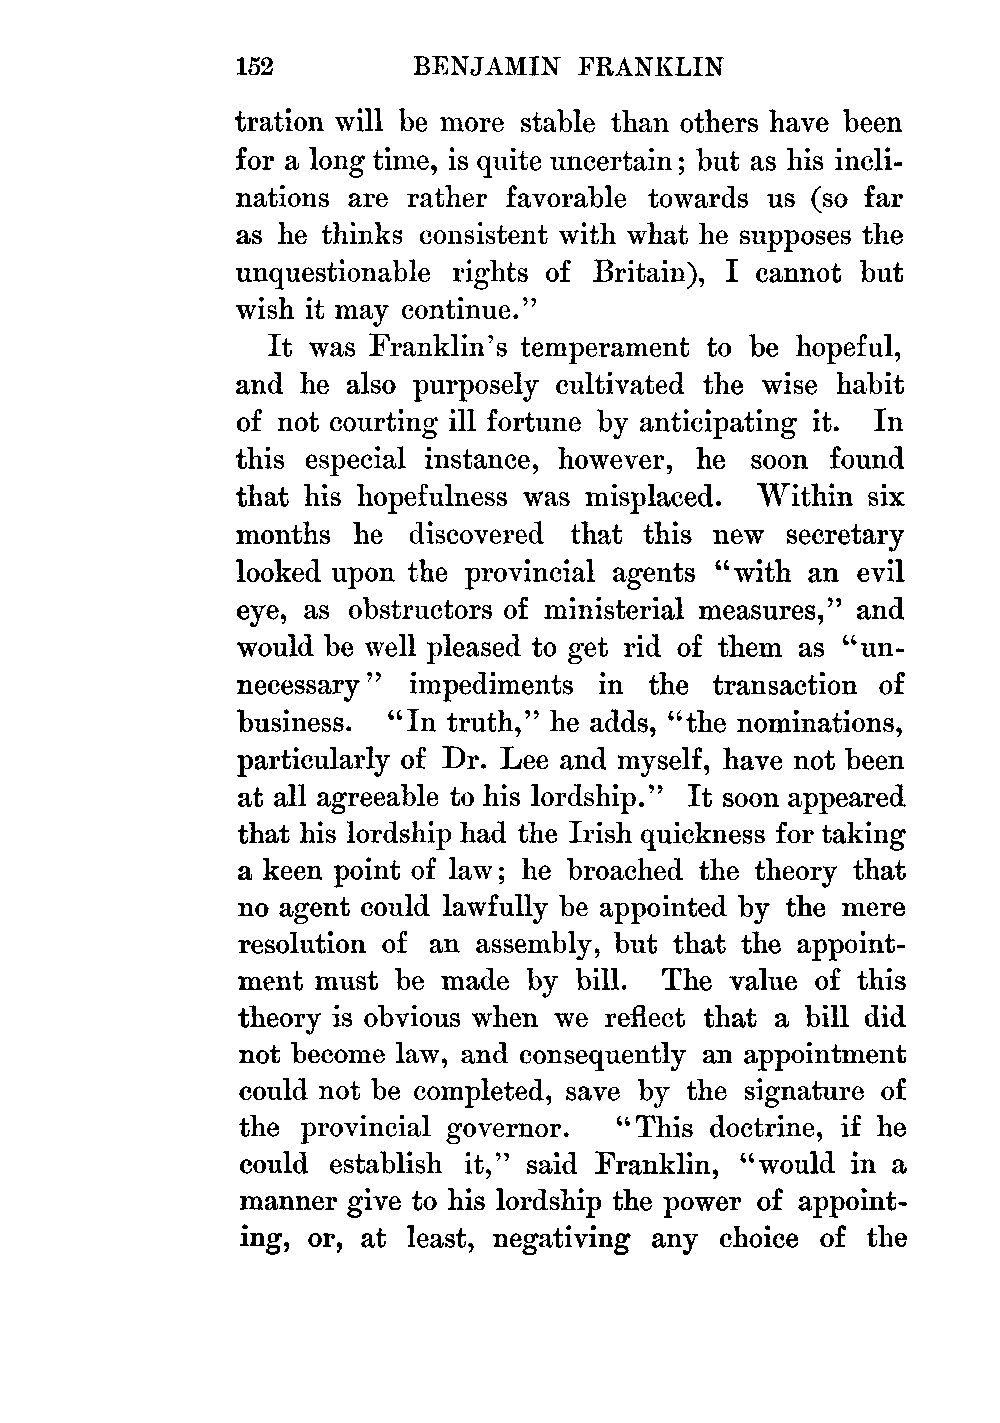 152 BENJAMIN FRANKLIN
tration will be more stable than others have been
for a long time, is quite uncertain; but as his incli-
nations are rather favorable towards us (so far
as he thinks consistent with what he supposes the
unquestionable rights of Britain), I cannot but
wish it may continue."
It was Franklin's temperament to be hopeful,
and he also purposely cultivated the wise habit
of not courting ill fortune by anticipating it. In
this especial instance, however, he soon found
that his hopefulness was misplaced. Within six
months he discovered that this new secretary
looked upon the provincial agents "with an evil
eye, as obstructors of ministerial measures," and
would be well pleased to get rid of them as "un-
necessary" impediments in the transaction of
business. "In truth," he adds, "the nominations,
particularly of Dr. Lee and myself, have not been
at all agreeable to his lordship." It soon appeared
that his lordship had the Irish quickness for taking
a keen point of law; he broached the theory that
no agent could lawfully be appointed by the mere
resolution of an assembly, but that the appoint-
ment must be made by bill. The value of this
theory is obvious when we reflect that a bill did
not become law, and consequently an appointment
could not be completed, save by the signature of
the provincial governor. "This doctrine, if he
could establish it," said Franklin, "would in a
manner give to his lordship the power of appoint-
ing, or, at least, negativing any choice of the